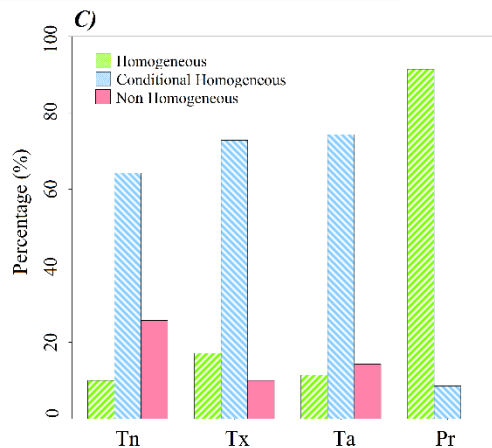 C)
Homogeneous
Conditional Homogeneous
Non Homogeneous
Percentage (%)
100
80
60
40
20
0
Tn Tx Ta Pr